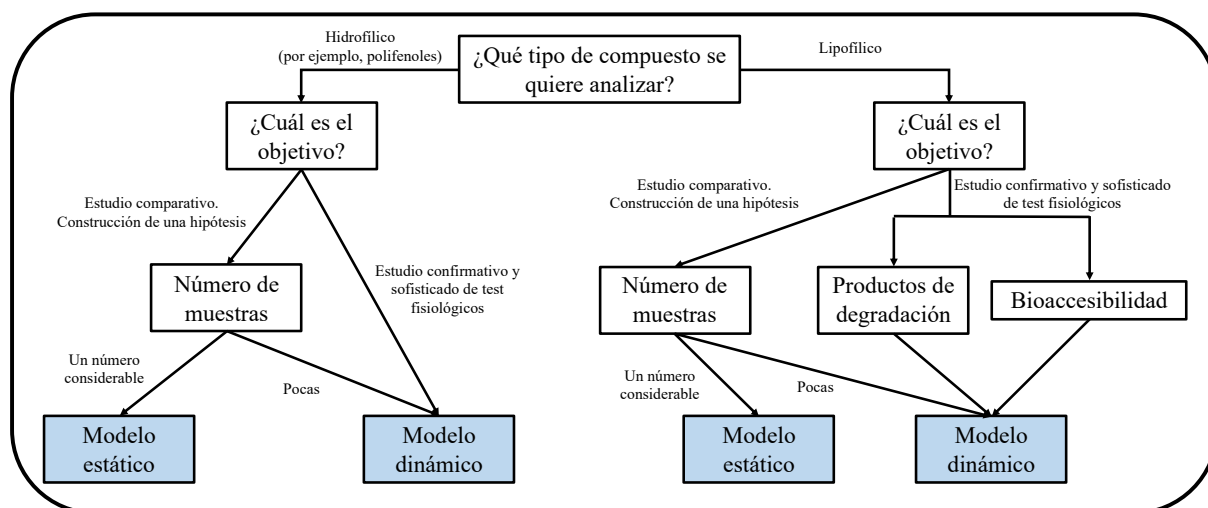 Hidrofílico
(por ejemplo, polifenoles)
¿Qué tipo de compuesto se
quiere analizar?
Lipofílico
¿Cuál es el
objetivo?
¿Cuál es el
objetivo?
Estudio comparativo.
Construcción de una hipótesis
Estudio comparativo.
Construcción de una hipótesis
Estudio confirmativo y sofisticado
de test fisiológicos
Número de
muestras
Estudio confirmativo y
sofisticado de test
fisiológicos
Número de
muestras
Productos de
degradación
Bioaccesibilidad
Un número
considerable
Pocas
Un número
considerable
Pocas
Modelo
estático
Modelo
dinámico
Modelo
estático
Modelo
dinámico